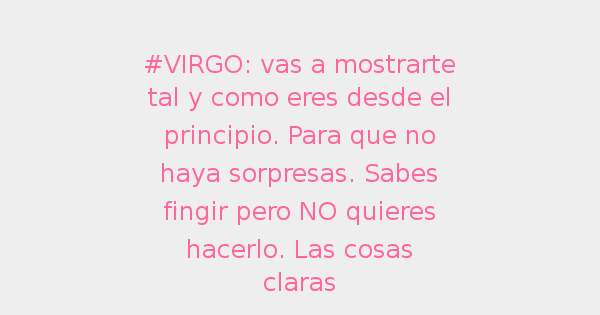 #VIRGO: vas a mostrarte
tal y como eres desde el
principio. Para que no
haya sorpresas. Sabes
fingir pero NO quieres
hacerlo. Las cosas
claras